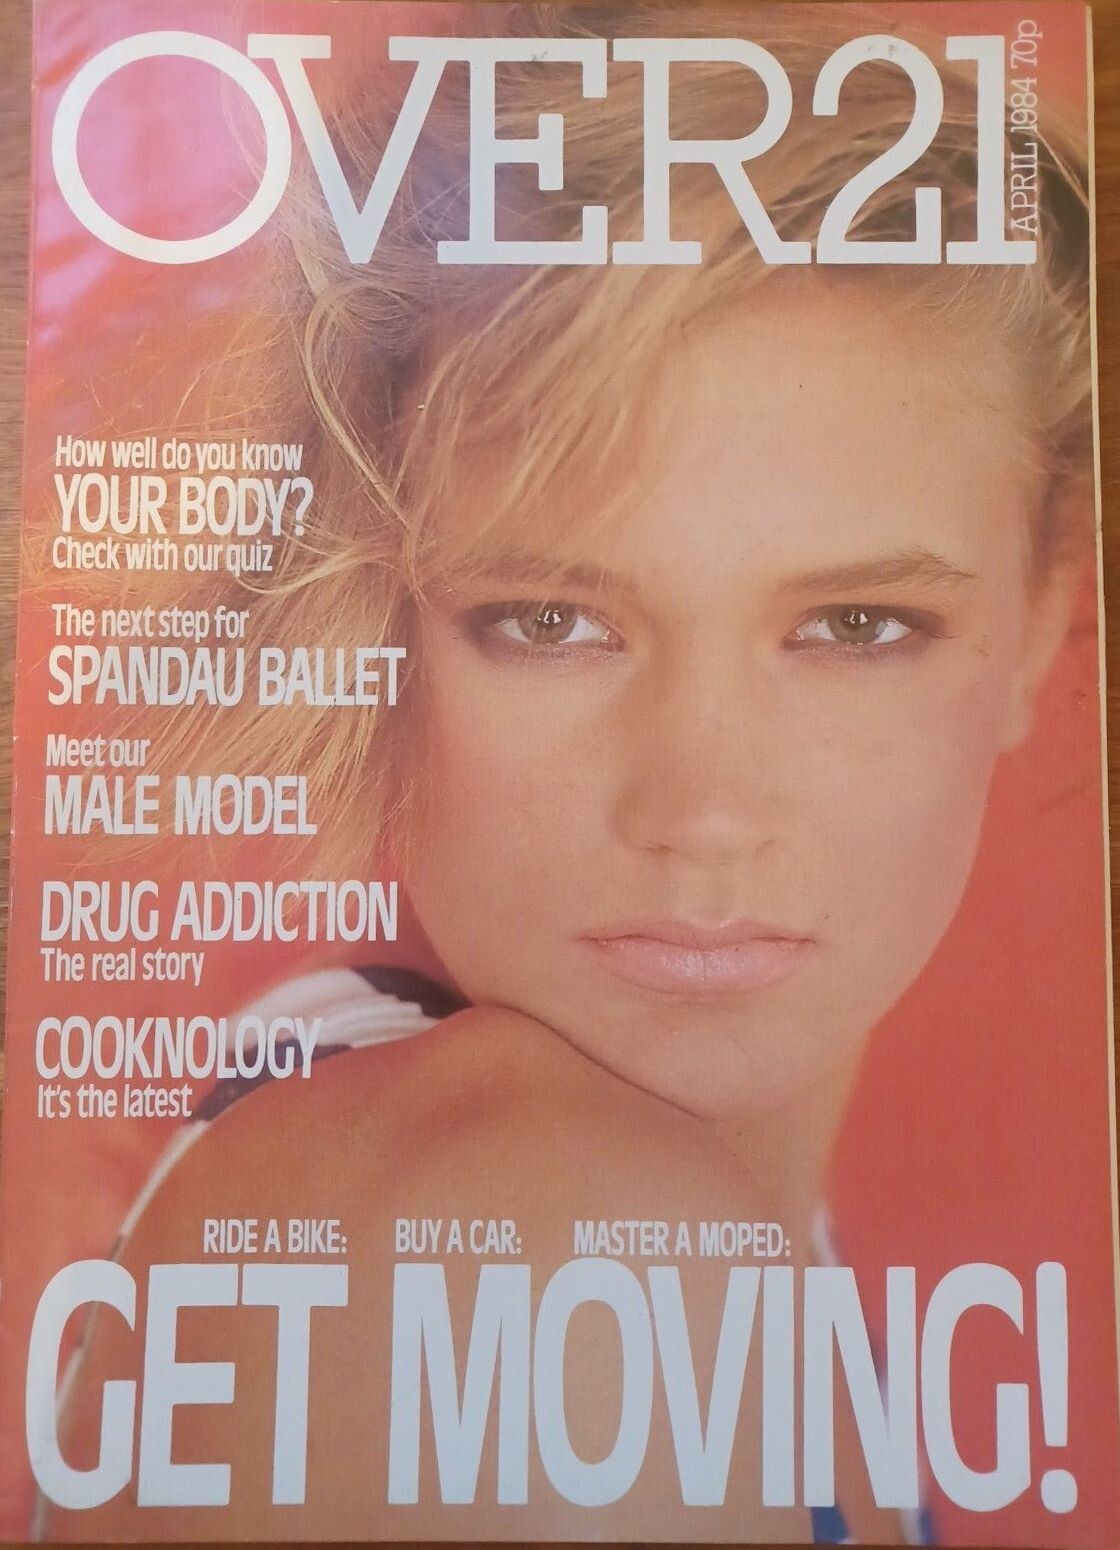 OVER21
APRIL 1984 70p
How well do you know
YOUR BODY?
Check with our quiz
The next step for
SPANDAU BALLET
Meet our
MALE MODEL
DRUG ADDICTION
The real story
COOKNOLOGY
It's the latest
RIDE A BIKE: BUY A CAR: MASTER A MOPED:
GET MOVING!